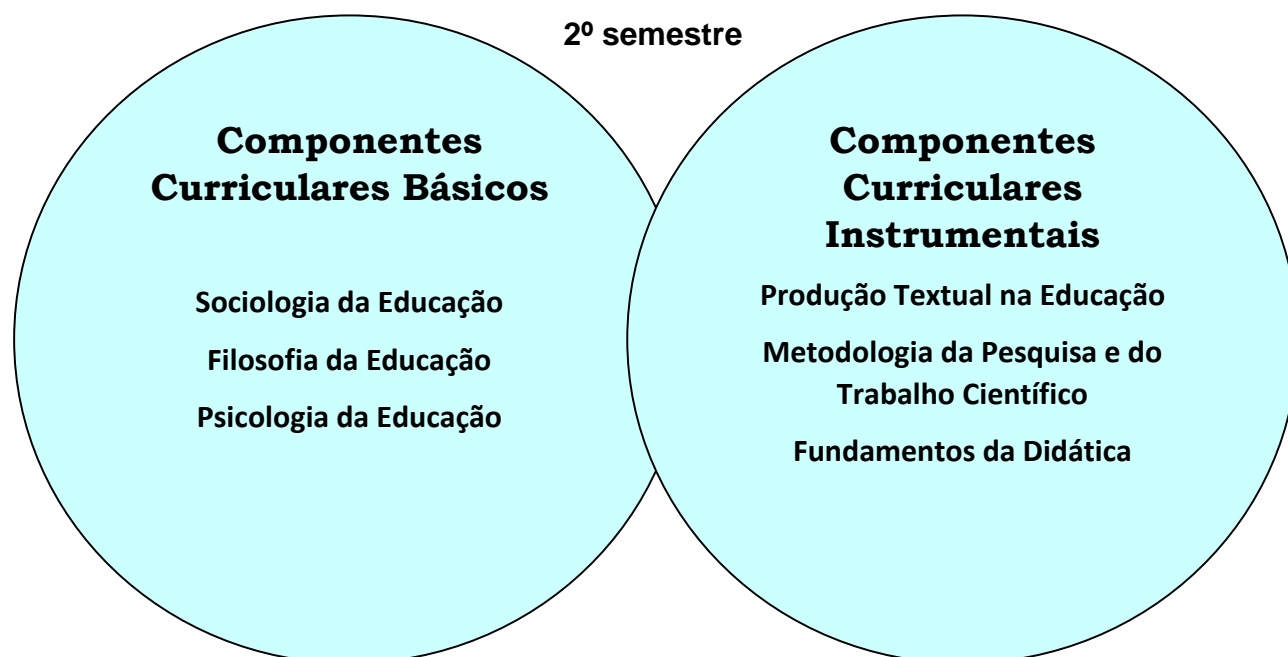 2º semestre
Componentes
Curriculares Básicos
Sociologia da Educação
Filosofia da Educação
Psicologia da Educação
Componentes
Curriculares
Instrumentais
Produção Textual na Educação
Metodologia da Pesquisa e do
Trabalho Científico
Fundamentos da Didática